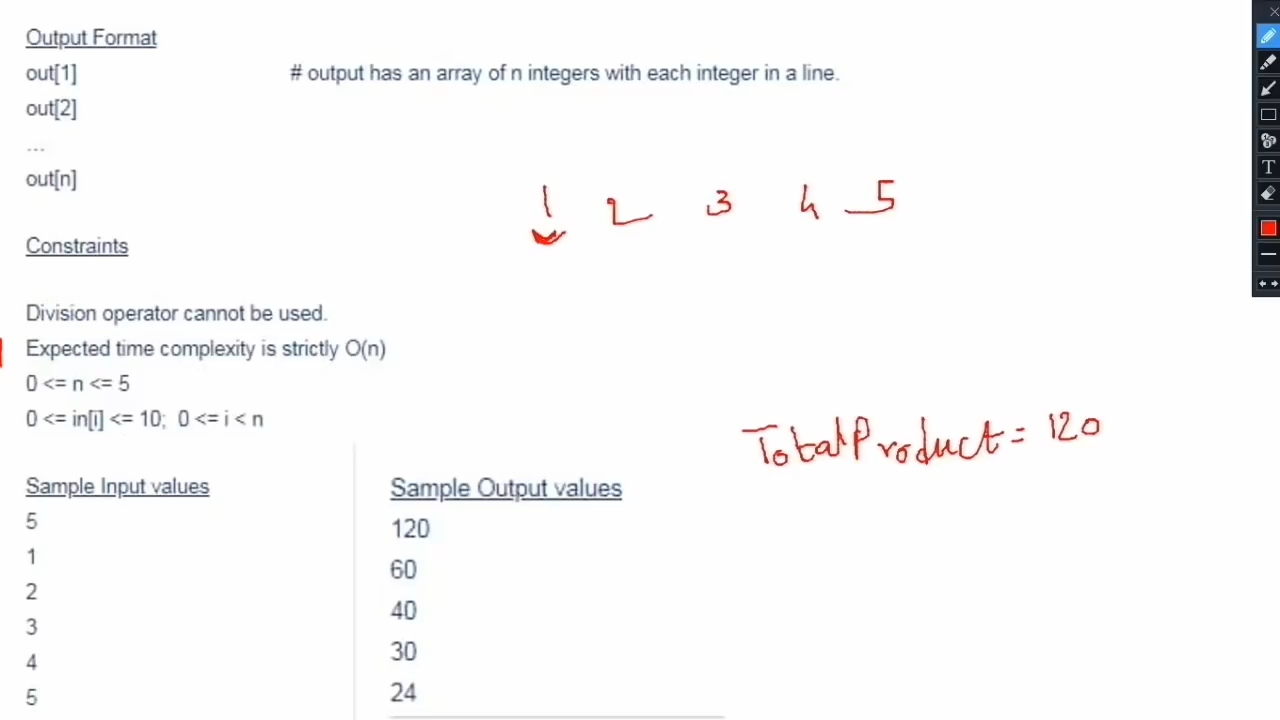 Output Format
out[1] # output has an array of n integers with each integer in a line.
out[2]
...
out[n]
1 2 3 4 5
Constraints
Division operator cannot be used.
Expected time complexity is strictly O(n)
0 <= n <= 5
0 <= in[i] <= 10; 0 <= i < n
TotalProduct = 120
Sample Input values
5
1
2
3
4
5
Sample Output values
120
60
40
30
24
T